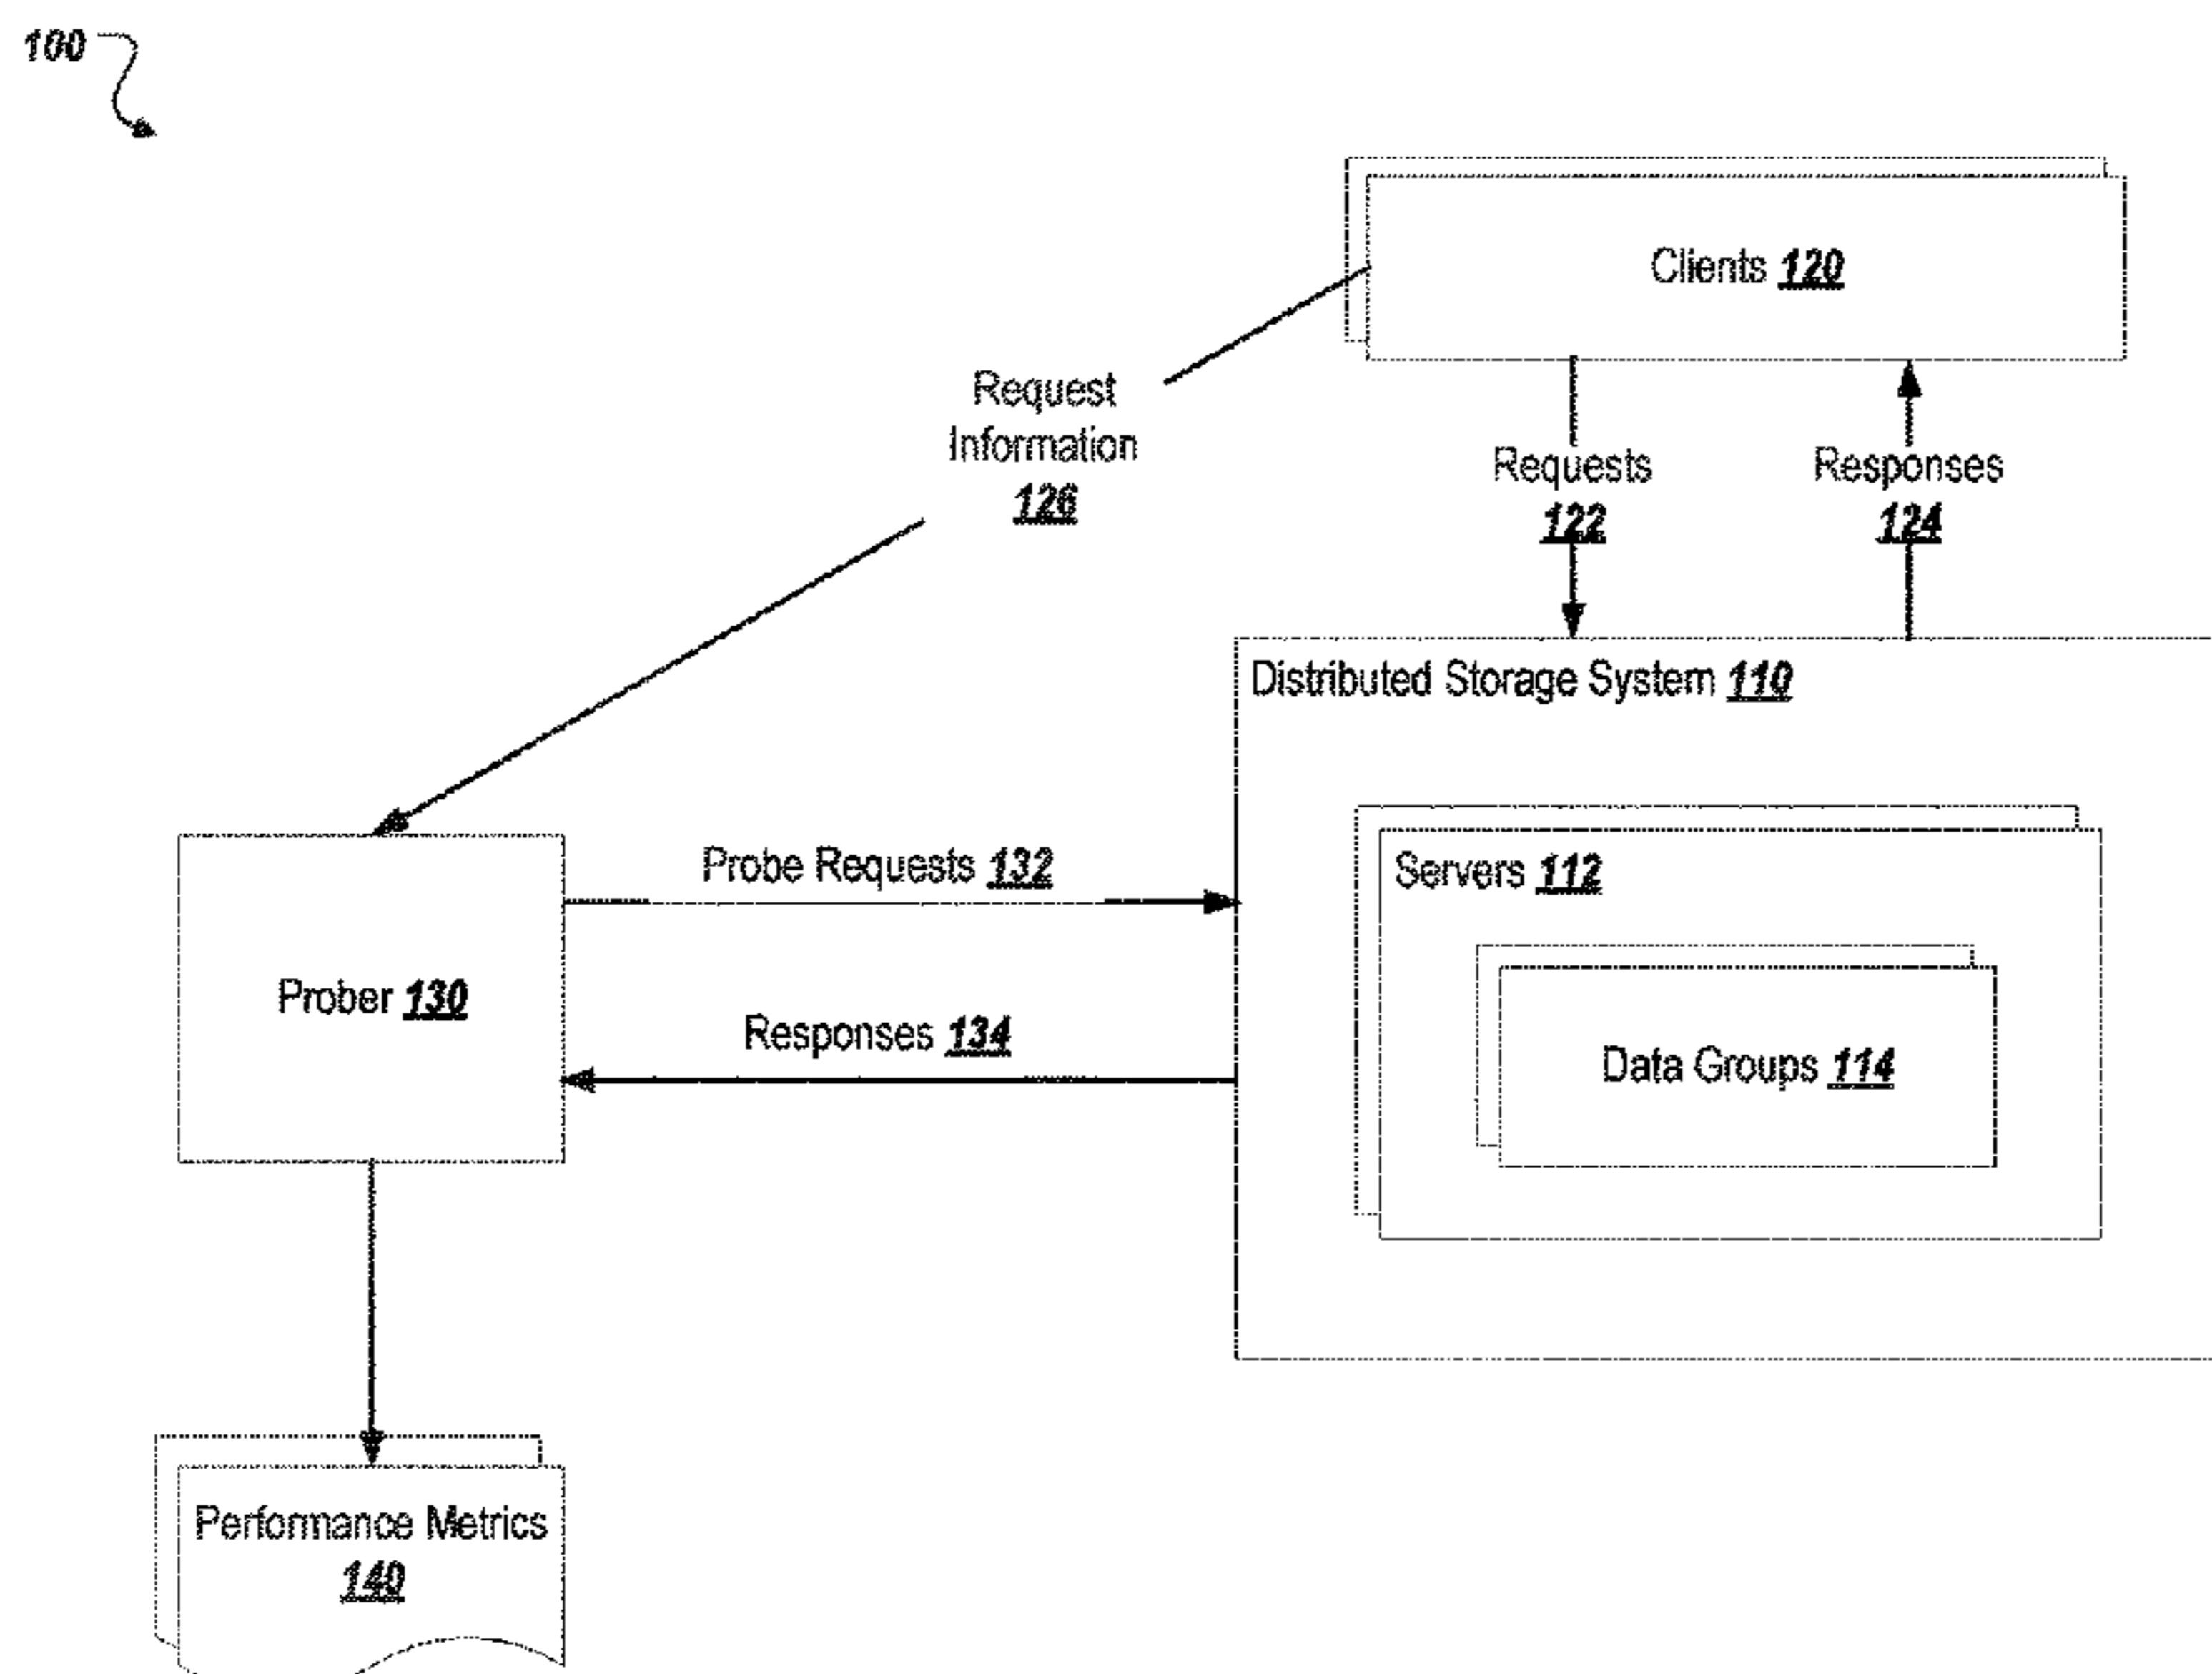 100
Clients 120
Request
Information
126
Requests
122
Responses
124
Distributed Storage System 110
Probe Requests 132
Servers 112
Prober 130
Responses 134
Data Groups 114
Performance Metrics
140